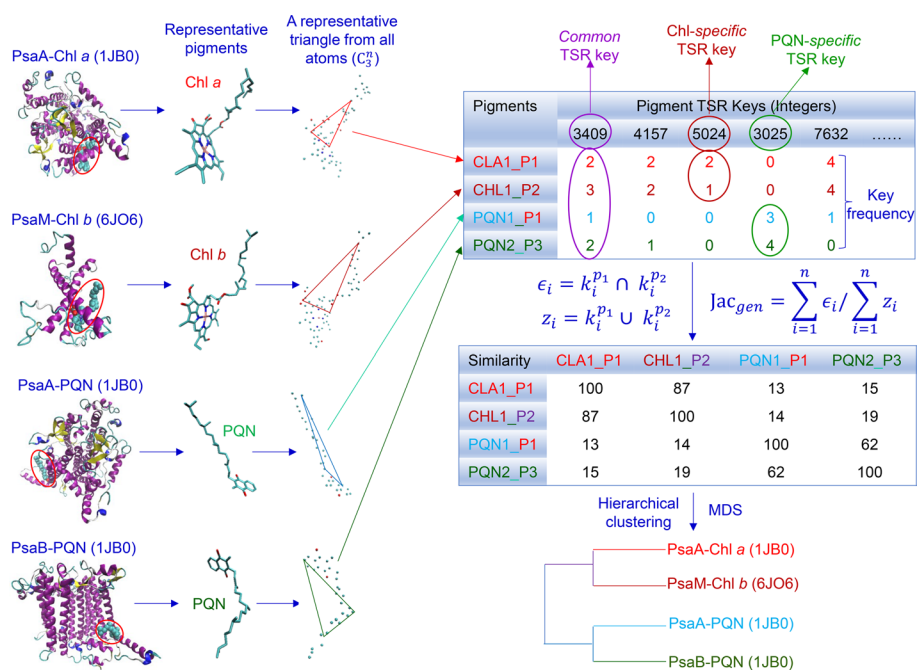 PsaA-Chl a (1JB0)
Representative
pigments
A representative
triangle from all
atoms (C₃ⁿ)
Chl a
PsaM-Chl b (6JO6)
Chl b
PsaA-PQN (1JB0)
PQN
PsaB-PQN (1JB0)
PQN
Common
TSR key
Chl-specific
TSR key
PQN-specific
TSR key
Pigments Pigment TSR Keys (Integers)
3409 4157 5024 3025 7632 ......
CLA1_P1 2 2 2 0 4
CHL1_P2 3 2 1 0 4
PQN1_P1 1 0 0 3 1
PQN2_P3 2 1 0 4 0
Key
frequency
ϵᵢ = kᵢ^p₁ ∩ kᵢ^p₂
zᵢ = kᵢ^p₁ ∪ kᵢ^p₂
Jac_gen = ∑_{i=1}^{n} ϵᵢ / ∑_{i=1}^{n} zᵢ
Similarity CLA1_P1 CHL1_P2 PQN1_P1 PQN2_P3
CLA1_P1 100 87 13 15
CHL1_P2 87 100 14 19
PQN1_P1 13 14 100 62
PQN2_P3 15 19 62 100
Hierarchical
clustering
MDS
PsaA-Chl a (1JB0)
PsaM-Chl b (6JO6)
PsaA-PQN (1JB0)
PsaB-PQN (1JB0)